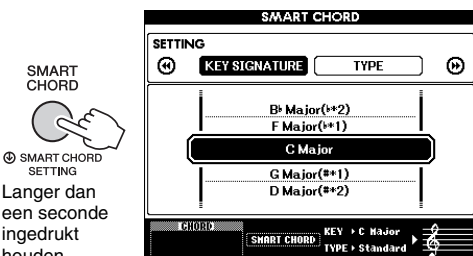 SMART
CHORD
SMART CHORD
SETTING
Langer dan
een seconde
ingedrukt
houden
SMART CHORD
SETTING
KEY SIGNATURE
TYPE
B♭ Major(♭*2)
F Major(♭*1)
C Major
G Major(#*1)
D Major(#*2)
CHORD
SMART CHORD
KEY ▸ C Major
TYPE ▸ Standard